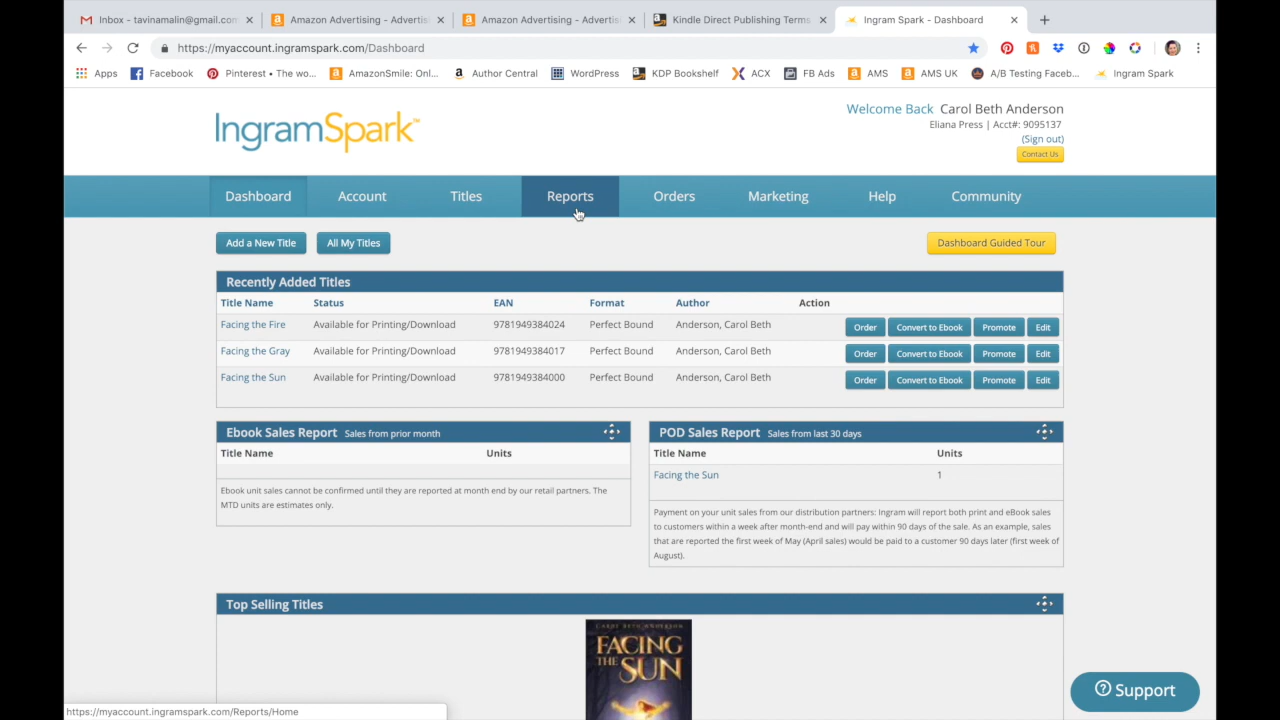 Inbox - tavinamalin@gmail.com
Amazon Advertising - Advertisi
Amazon Advertising - Advertisi
Kindle Direct Publishing Terms
Ingram Spark - Dashboard
https://myaccount.ingramspark.com/Dashboard
Apps
Facebook
Pinterest • The wo...
AmazonSmile: Onl...
Author Central
WordPress
KDP Bookshelf
ACX
FB Ads
AMS
AMS UK
A/B Testing Faceb...
Ingram Spark
IngramSpark™
Welcome Back Carol Beth Anderson
Eliana Press | Acct#: 9095137
(Sign out)
Contact Us
Dashboard Account Titles Reports Orders Marketing Help Community
Add a New Title
All My Titles
Dashboard Guided Tour
Recently Added Titles
Title Name Status EAN Format Author Action
Facing the Fire Available for Printing/Download 9781949384024 Perfect Bound Anderson, Carol Beth Order Convert to Ebook Promote Edit
Facing the Gray Available for Printing/Download 9781949384017 Perfect Bound Anderson, Carol Beth Order Convert to Ebook Promote Edit
Facing the Sun Available for Printing/Download 9781949384000 Perfect Bound Anderson, Carol Beth Order Convert to Ebook Promote Edit
Ebook Sales Report Sales from prior month
Title Name Units
Ebook unit sales cannot be confirmed until they are reported at month end by our retail partners. The
MTD units are estimates only.
POD Sales Report Sales from last 30 days
Title Name Units
Facing the Sun 1
Payment on your unit sales from our distribution partners: Ingram will report both print and eBook sales
to customers within a week after month-end and will pay within 90 days of the sale. As an example, sales
that are reported the first week of May (April sales) would be paid to a customer 90 days later (first week of
August).
Top Selling Titles
CAROL BETH ANDERSON
FACING
THE SUN
Support
https://myaccount.ingramspark.com/Reports/Home